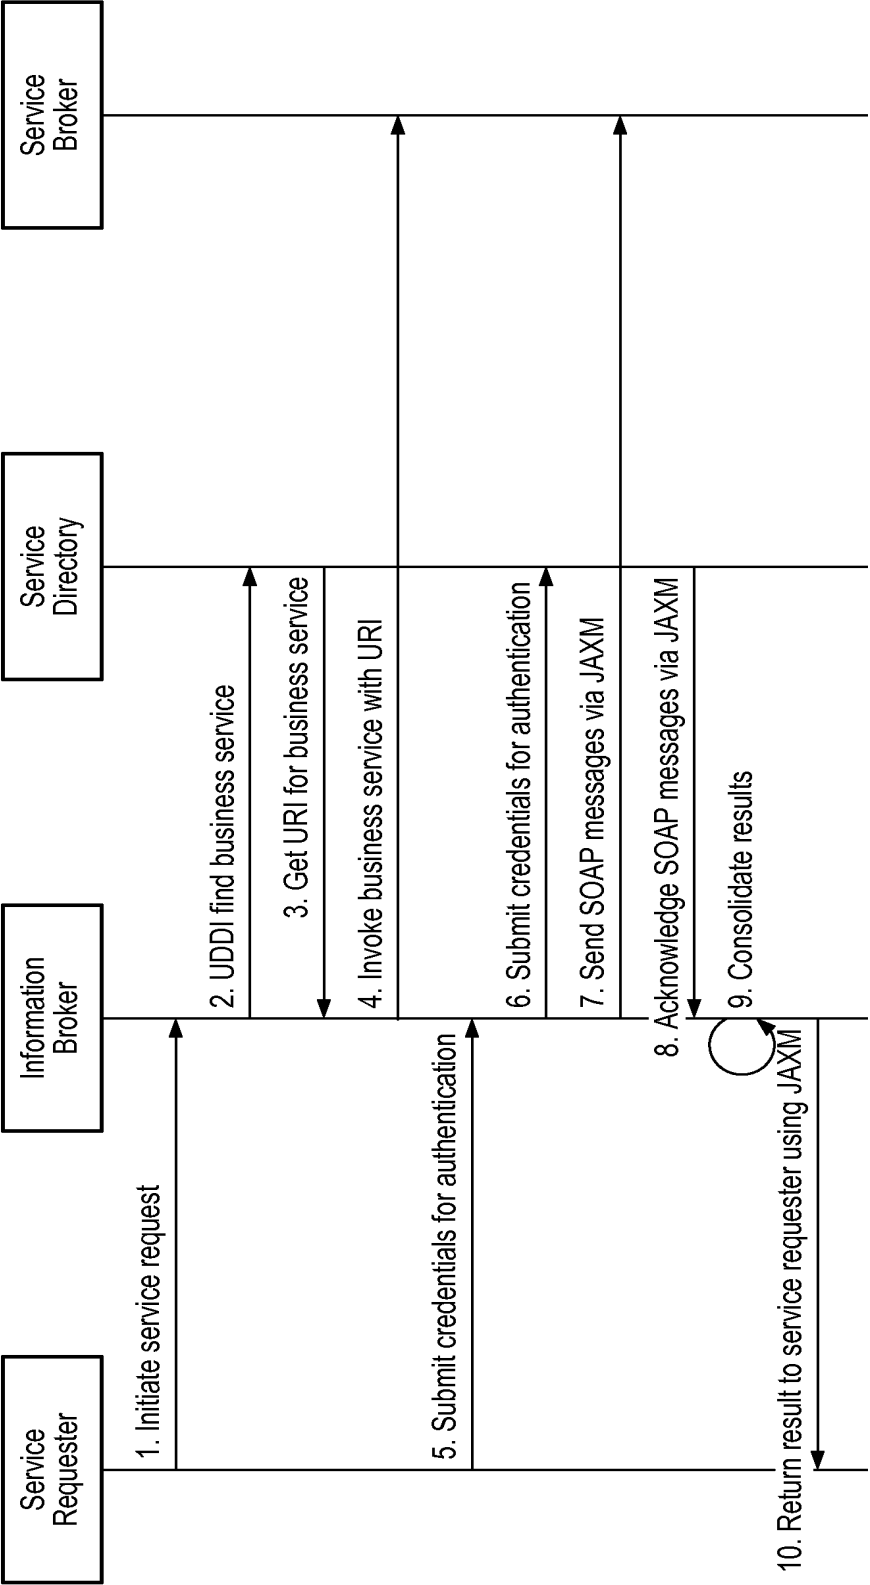 Service
Requester
Information
Broker
Service
Directory
Service
Broker
1. Initiate service request
2. UDDI find business service
3. Get URI for business service
4. Invoke business service with URI
5. Submit credentials for authentication
6. Submit credentials for authentication
7. Send SOAP messages via JAXM
8. Acknowledge SOAP messages via JAXM
9. Consolidate results
10. Return result to service requester using JAXM